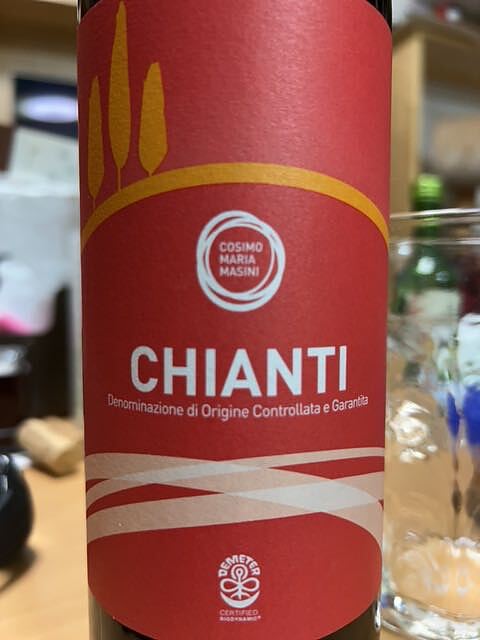 COSIMO
MARIA
MASINI
CHIANTI
Denominazione di Origine Controllata e Garantita
DEMETER
CERTIFIED
BIODYNAMIC®